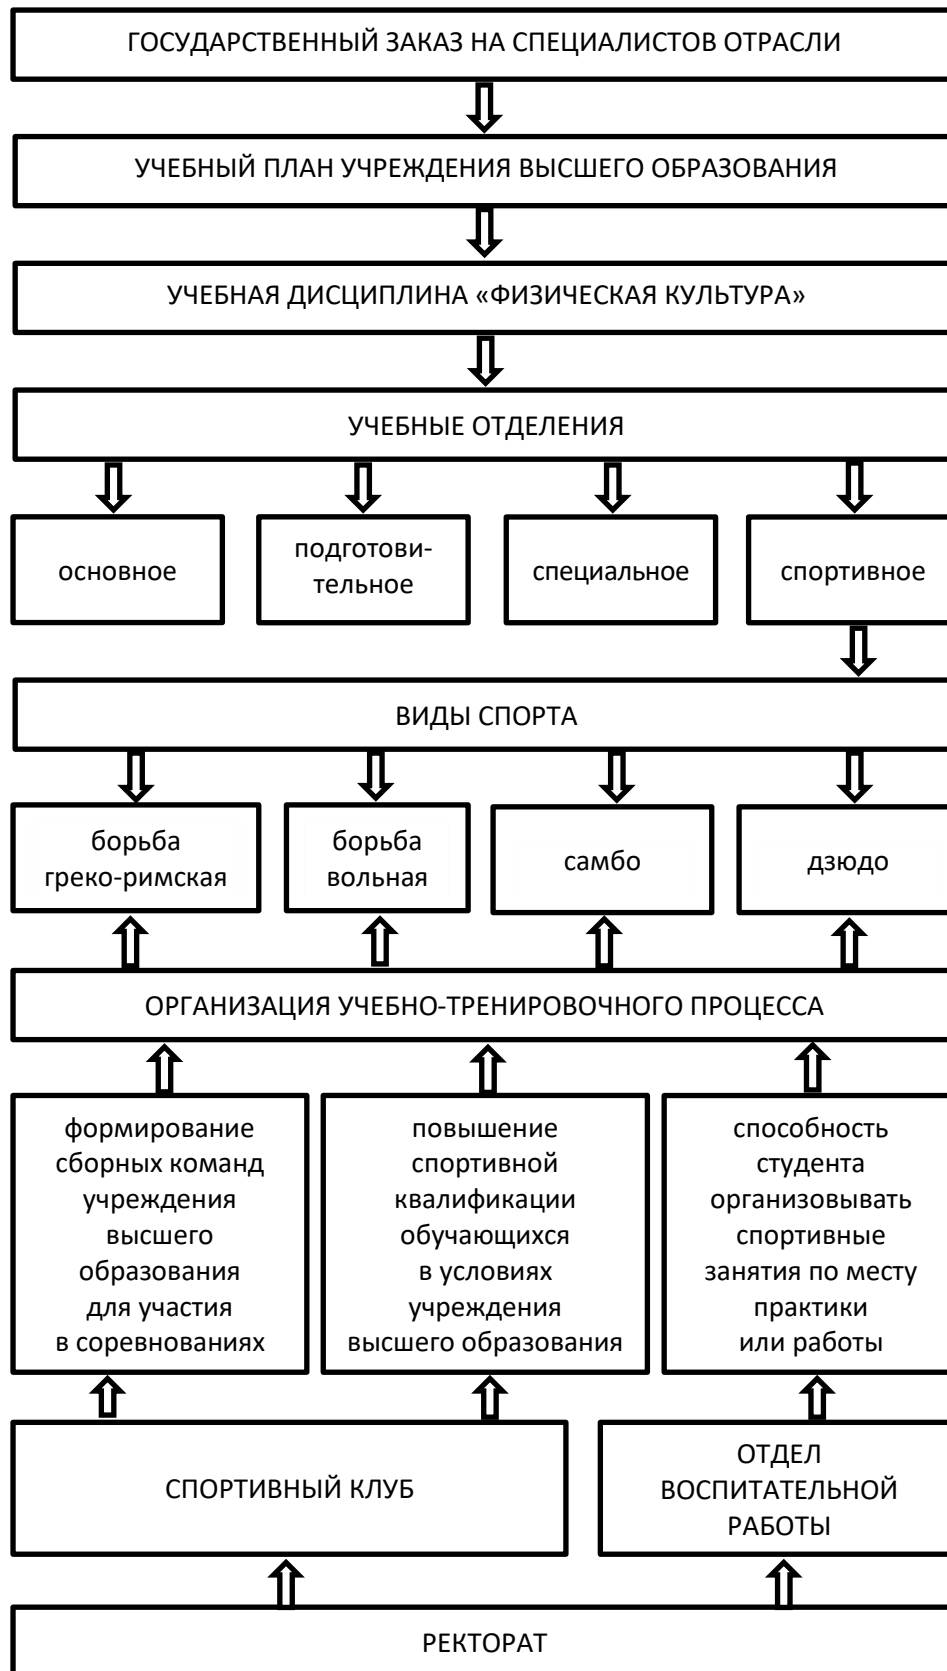 ГОСУДАРСТВЕННЫЙ ЗАКАЗ НА СПЕЦИАЛИСТОВ ОТРАСЛИ
УЧЕБНЫЙ ПЛАН УЧРЕЖДЕНИЯ ВЫСШЕГО ОБРАЗОВАНИЯ
УЧЕБНАЯ ДИСЦИПЛИНА «ФИЗИЧЕСКАЯ КУЛЬТУРА»
УЧЕБНЫЕ ОТДЕЛЕНИЯ
основное
подготови-
тельное
специальное
спортивное
ВИДЫ СПОРТА
борьба
греко-римская
борьба
вольная
самбо
дзюдо
ОРГАНИЗАЦИЯ УЧЕБНО-ТРЕНИРОВОЧНОГО ПРОЦЕССА
формирование
сборных команд
учреждения
высшего
образования
для участия
в соревнованиях
повышение
спортивной
квалификации
обучающихся
в условиях
учреждения
высшего образования
способность
студента
организовывать
спортивные
занятия по месту
практики
или работы
СПОРТИВНЫЙ КЛУБ
ОТДЕЛ
ВОСПИТАТЕЛЬНОЙ
РАБОТЫ
РЕКТОРАТ